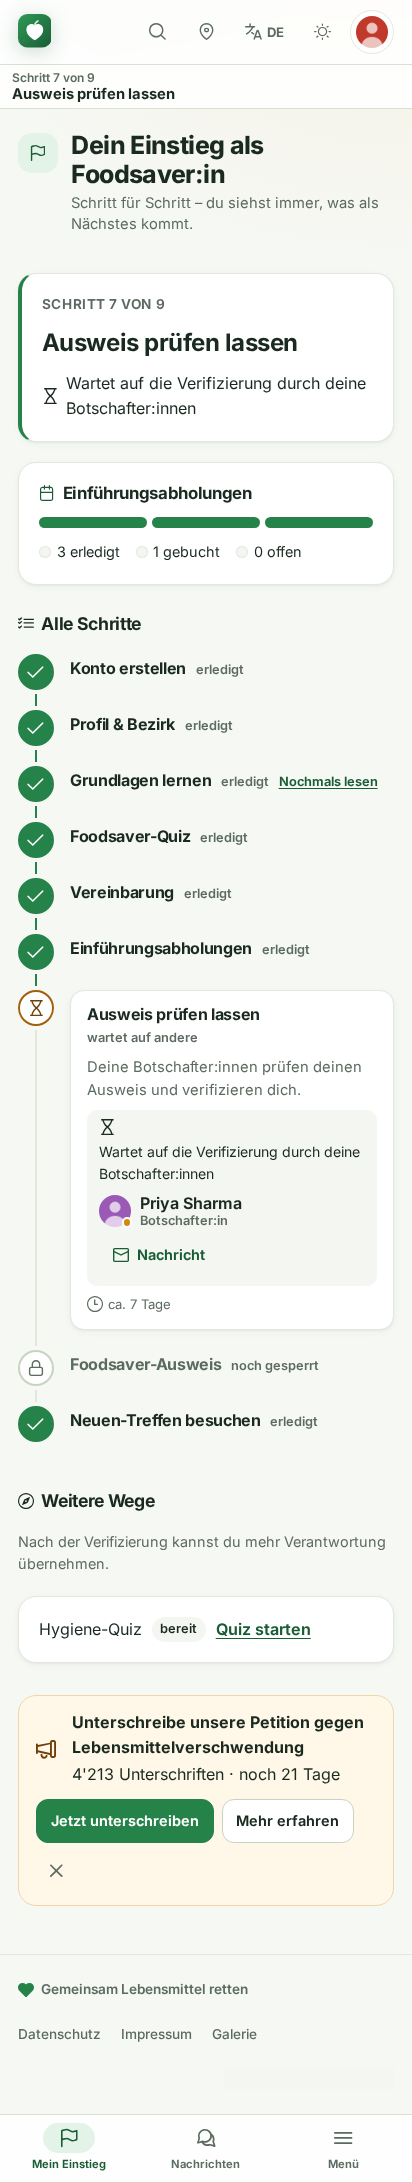 DE
Schritt 7 von 9
Ausweis prüfen lassen
Dein Einstieg als
Foodsaver:in
Schritt für Schritt – du siehst immer, was als
Nächstes kommt.
SCHRITT 7 VON 9
Ausweis prüfen lassen
Wartet auf die Verifizierung durch deine
Botschafter:innen
Einführungsabholungen
3 erledigt 1 gebucht 0 offen
Alle Schritte
Konto erstellen erledigt
Profil & Bezirk erledigt
Grundlagen lernen erledigt Nochmals lesen
Foodsaver-Quiz erledigt
Vereinbarung erledigt
Einführungsabholungen erledigt
Ausweis prüfen lassen
wartet auf andere
Deine Botschafter:innen prüfen deinen
Ausweis und verifizieren dich.
Wartet auf die Verifizierung durch deine
Botschafter:innen
Priya Sharma
Botschafter:in
Nachricht
ca. 7 Tage
Foodsaver-Ausweis noch gesperrt
Neuen-Treffen besuchen erledigt
Weitere Wege
Nach der Verifizierung kannst du mehr Verantwortung
übernehmen.
Hygiene-Quiz bereit Quiz starten
Unterschreibe unsere Petition gegen
Lebensmittelverschwendung
4'213 Unterschriften · noch 21 Tage
Jetzt unterschreiben Mehr erfahren
Gemeinsam Lebensmittel retten
Datenschutz Impressum Galerie
Mein Einstieg Nachrichten Menü